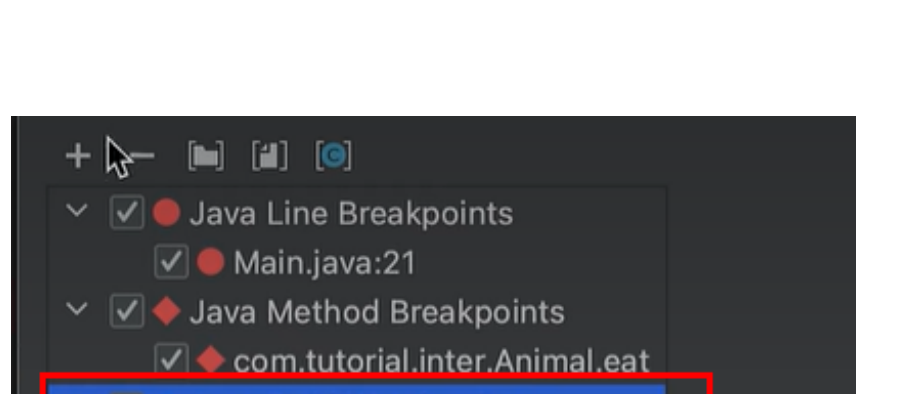 Java Line Breakpoints
Main.java:21
Java Method Breakpoints
com.tutorial.inter.Animal.eat